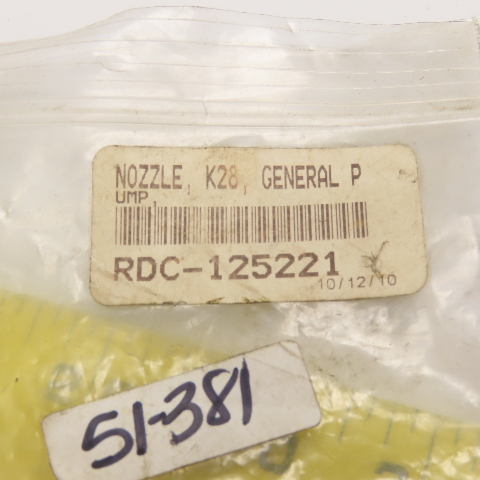 NOZZLE, K28, GENERAL P
UMP,
RDC-125221
10/12/10
51-381